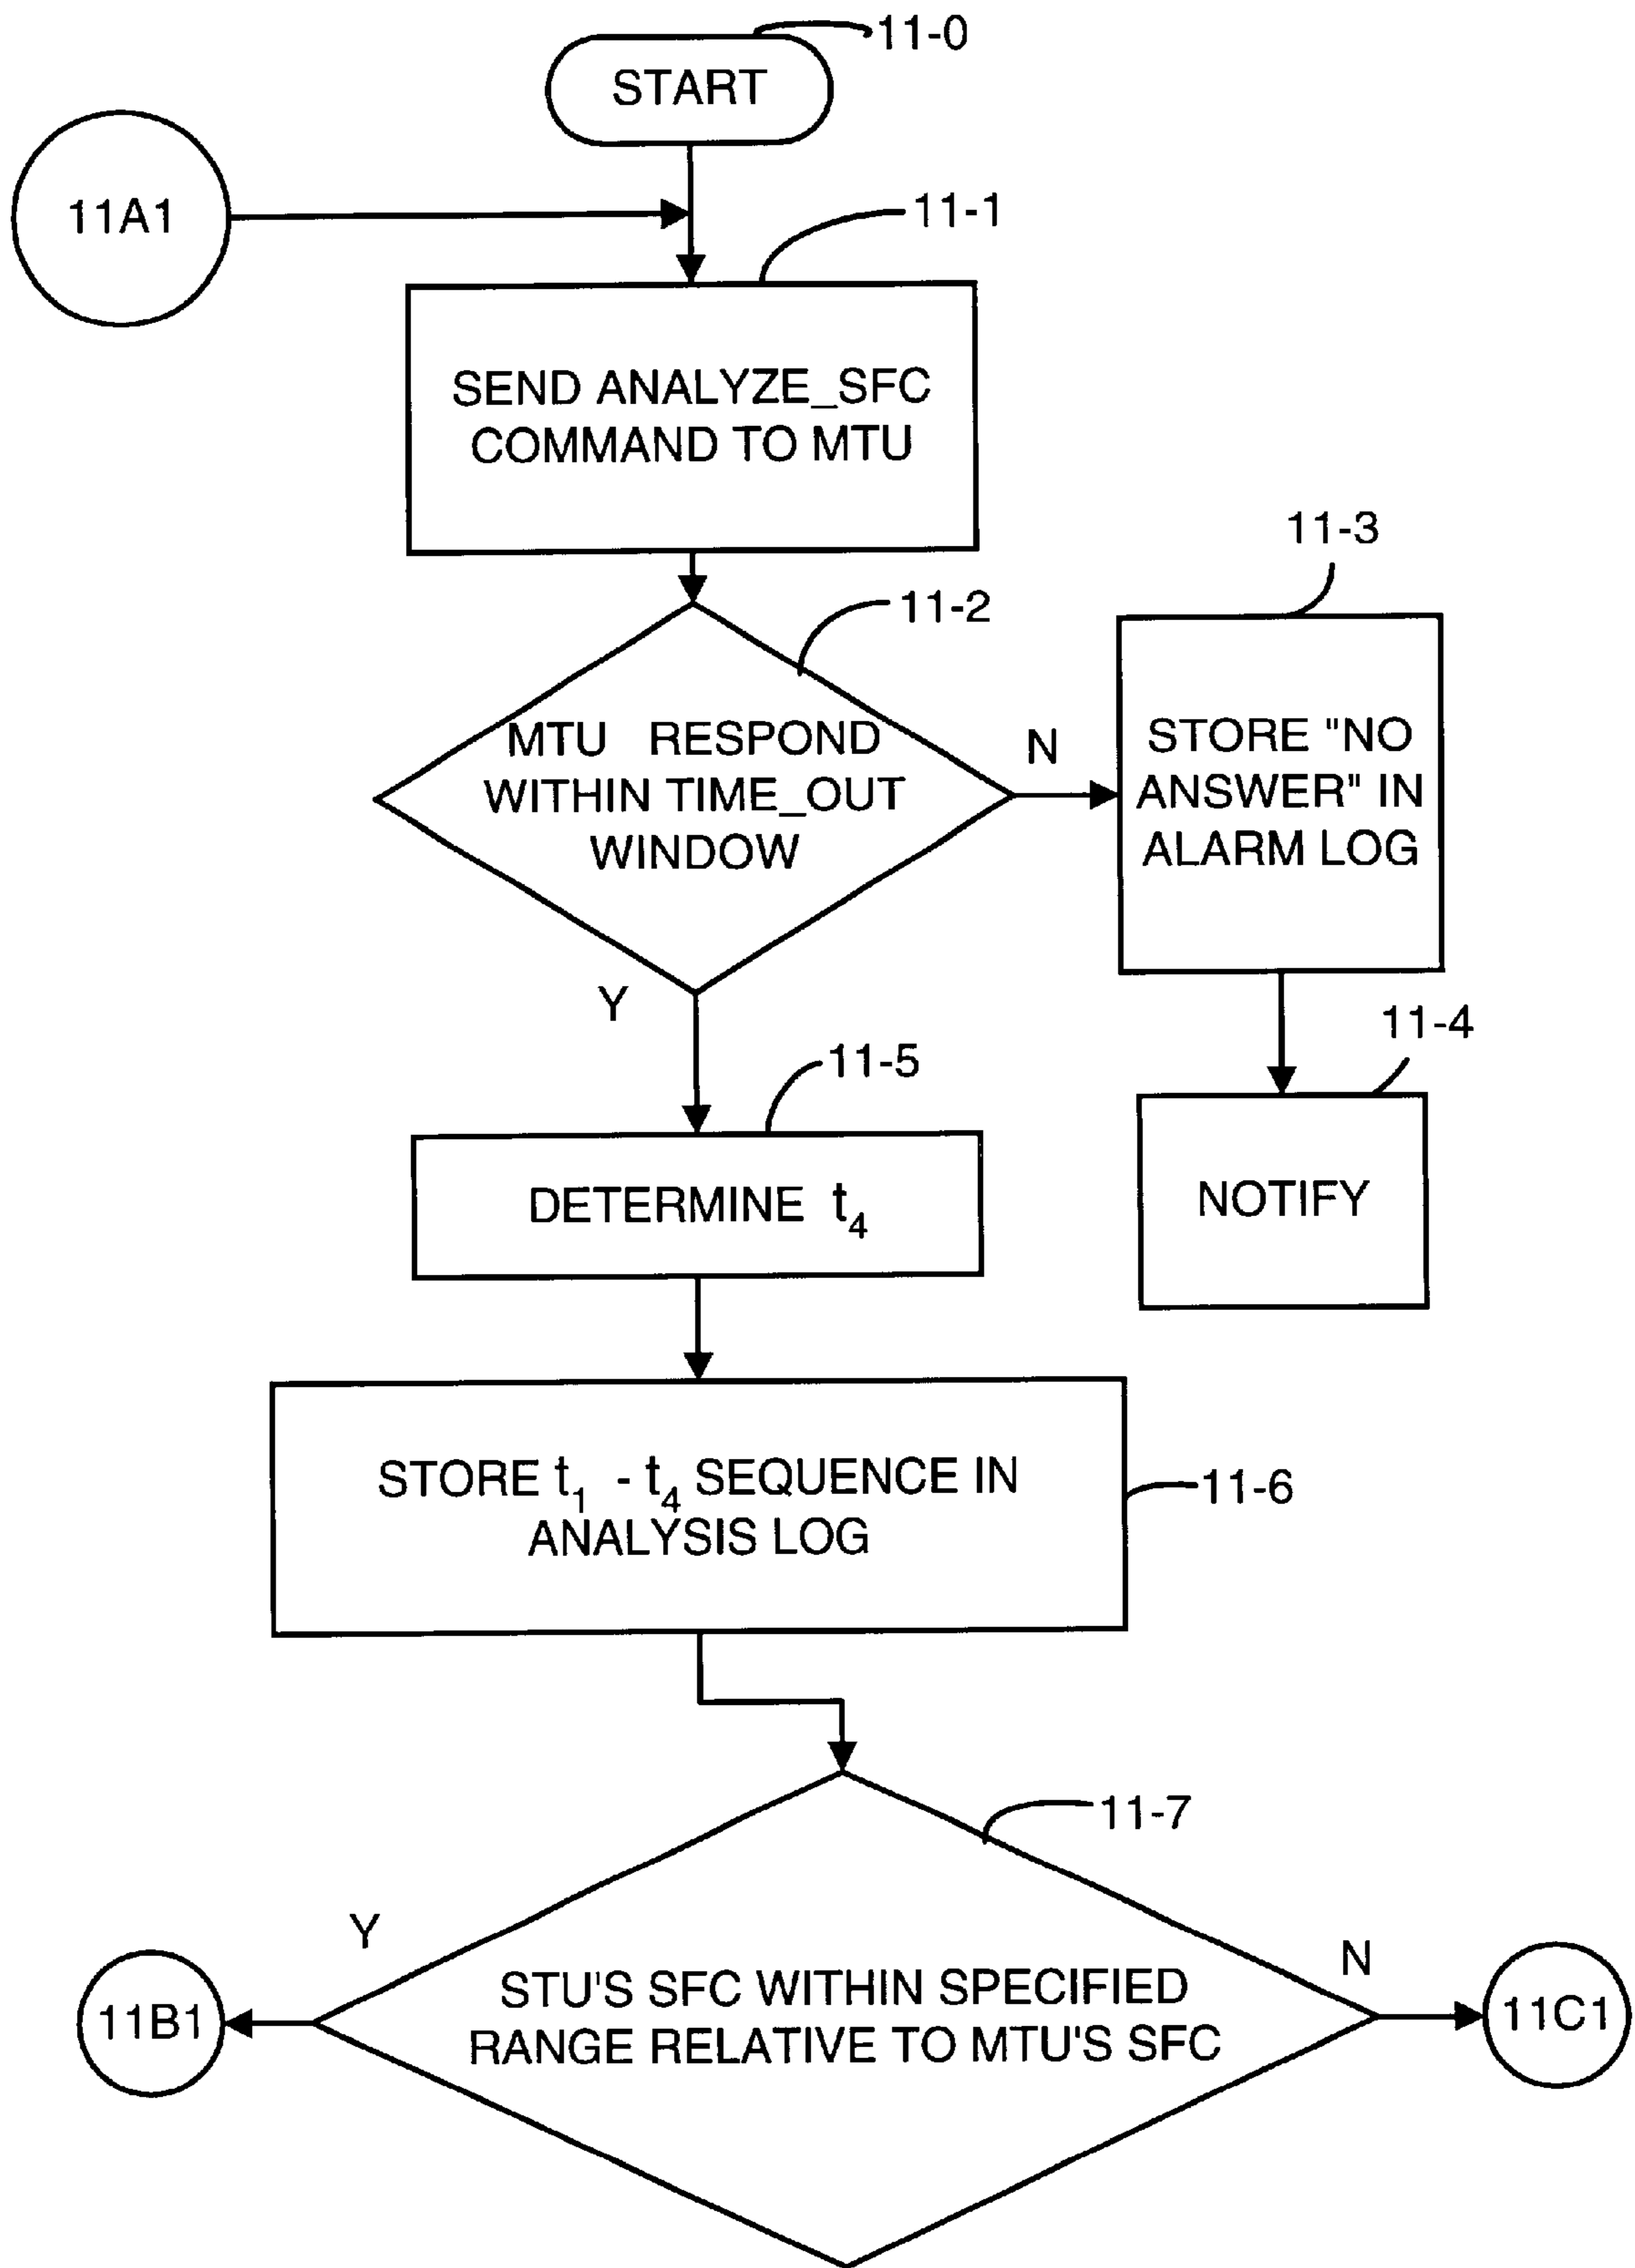 11-0
START
11A1
11-1
SEND ANALYZE_SFC
COMMAND TO MTU
11-2
MTU RESPOND
WITHIN TIME_OUT
WINDOW
N
Y
11-3
STORE "NO
ANSWER" IN
ALARM LOG
11-4
NOTIFY
11-5
DETERMINE t4
STORE t1 - t4 SEQUENCE IN
ANALYSIS LOG
11-6
11-7
Y
N
STU'S SFC WITHIN SPECIFIED
RANGE RELATIVE TO MTU'S SFC
11B1
11C1